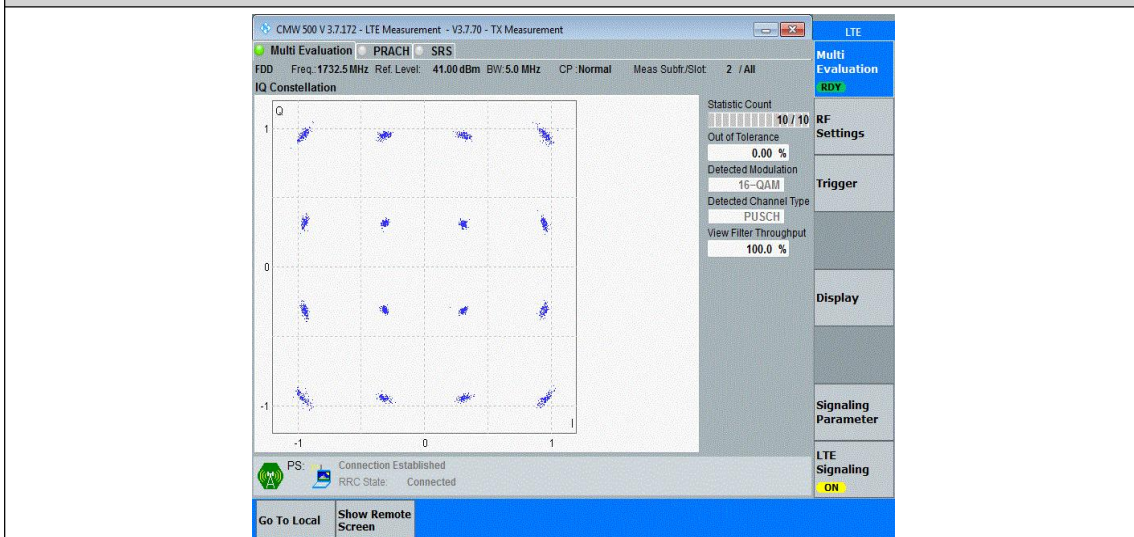 CMW 500 V 3.7.172 - LTE Measurement - V3.7.70 - TX Measurement
LTE
Multi Evaluation PRACH SRS
Multi
Evaluation
RDY
FDD Freq.: 1732.5 MHz Ref. Level: 41.00 dBm BW: 5.0 MHz CP : Normal Meas Subfr./Slot: 2 / All
IQ Constellation
Q
1
0
-1
-1 0 1
I
Statistic Count
10 / 10
Out of Tolerance
0.00 %
Detected Modulation
16-QAM
Detected Channel Type
PUSCH
View Filter Throughput
100.0 %
RF
Settings
Trigger
Display
Signaling
Parameter
LTE
Signaling
ON
PS: Connection Established
RRC State: Connected
Go To Local
Show Remote
Screen